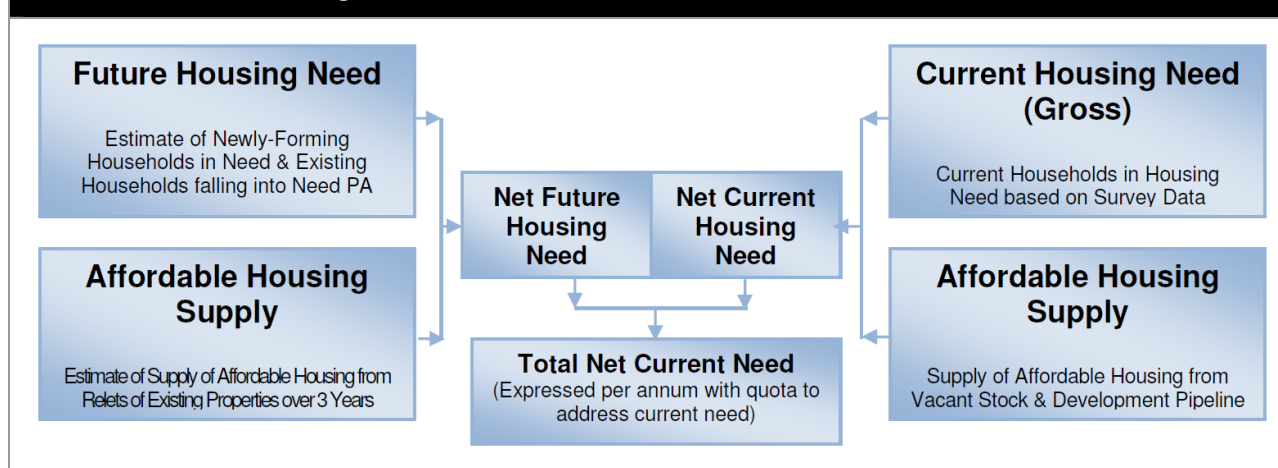 Future Housing Need
Estimate of Newly-Forming
Households in Need & Existing
Households falling into Need PA
Affordable Housing
Supply
Estimate of Supply of Affordable Housing from
Relets of Existing Properties over 3 Years
Net Future
Housing
Need
Net Current
Housing
Need
Total Net Current Need
(Expressed per annum with quota to
address current need)
Current Housing Need
(Gross)
Current Households in Housing
Need based on Survey Data
Affordable Housing
Supply
Supply of Affordable Housing from
Vacant Stock & Development Pipeline